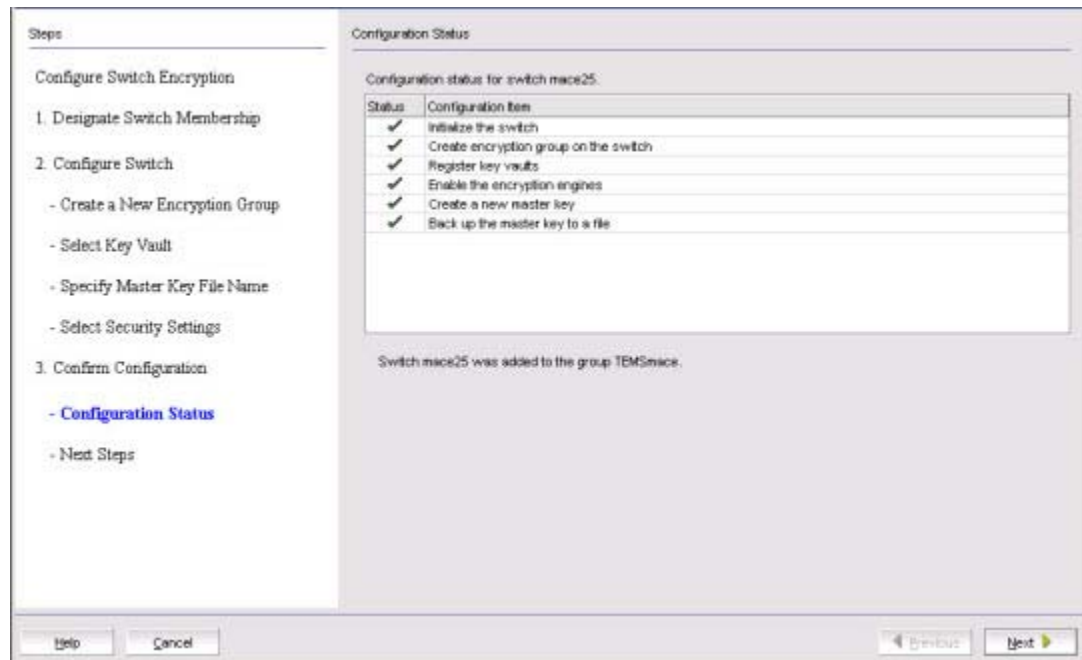 Steps
Configure Switch Encryption
1. Designate Switch Membership
2. Configure Switch
- Create a New Encryption Group
- Select Key Vault
- Specify Master Key File Name
- Select Security Settings
3. Confirm Configuration
- Configuration Status
- Next Steps
Configuration Status
Configuration status for switch mace25.
Status Configuration Item
Initialize the switch
Create encryption group on the switch
Register key vaults
Enable the encryption engines
Create a new master key
Back up the master key to a file
Switch mace25 was added to the group TEMSmace.
Help Cancel Previous Next